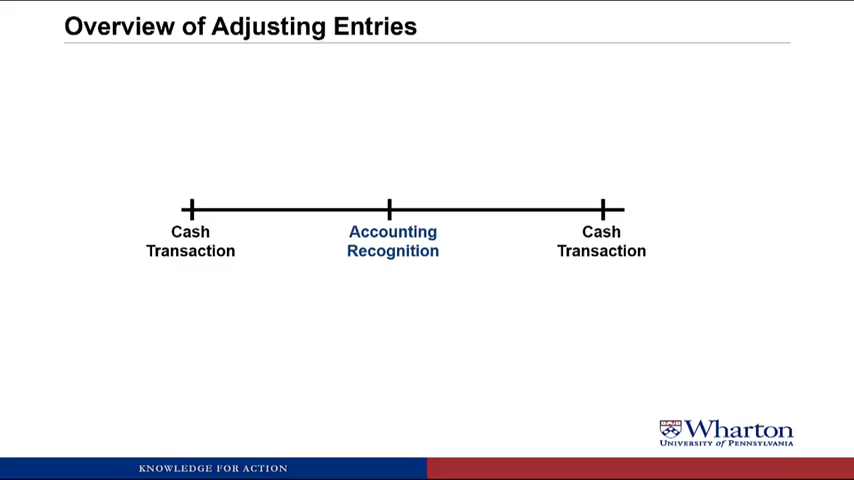 Overview of Adjusting Entries
Cash Transaction
Accounting Recognition
Cash Transaction
Wharton
UNIVERSITY OF PENNSYLVANIA
KNOWLEDGE FOR ACTION